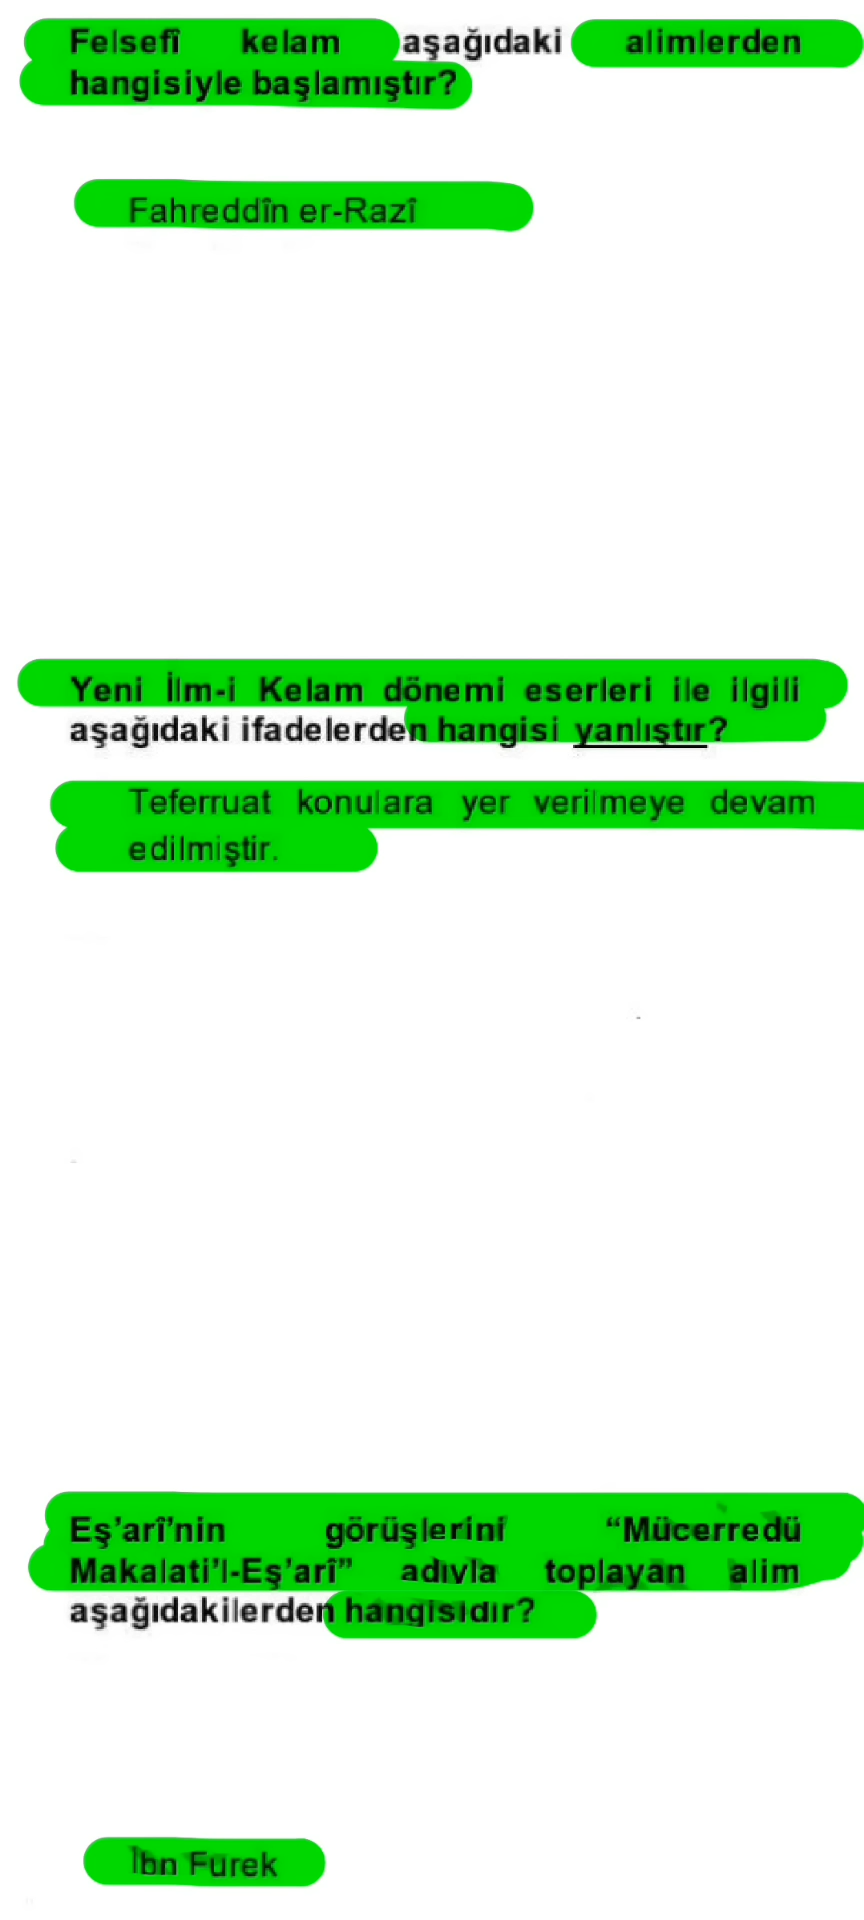 Felsefî kelam aşağıdaki alimlerden
hangisiyle başlamıştır?
Fahreddîn er-Razî
Yeni İlm-i Kelam dönemi eserleri ile ilgili
aşağıdaki ifadelerden hangisi yanlıştır?
Teferruat konulara yer verilmeye devam
edilmiştir.
Eş’arî’nin görüşlerini “Mücerredü
Makalati’l-Eş’arî” adıyla toplayan alim
aşağıdakilerden hangisidir?
İbn Furek